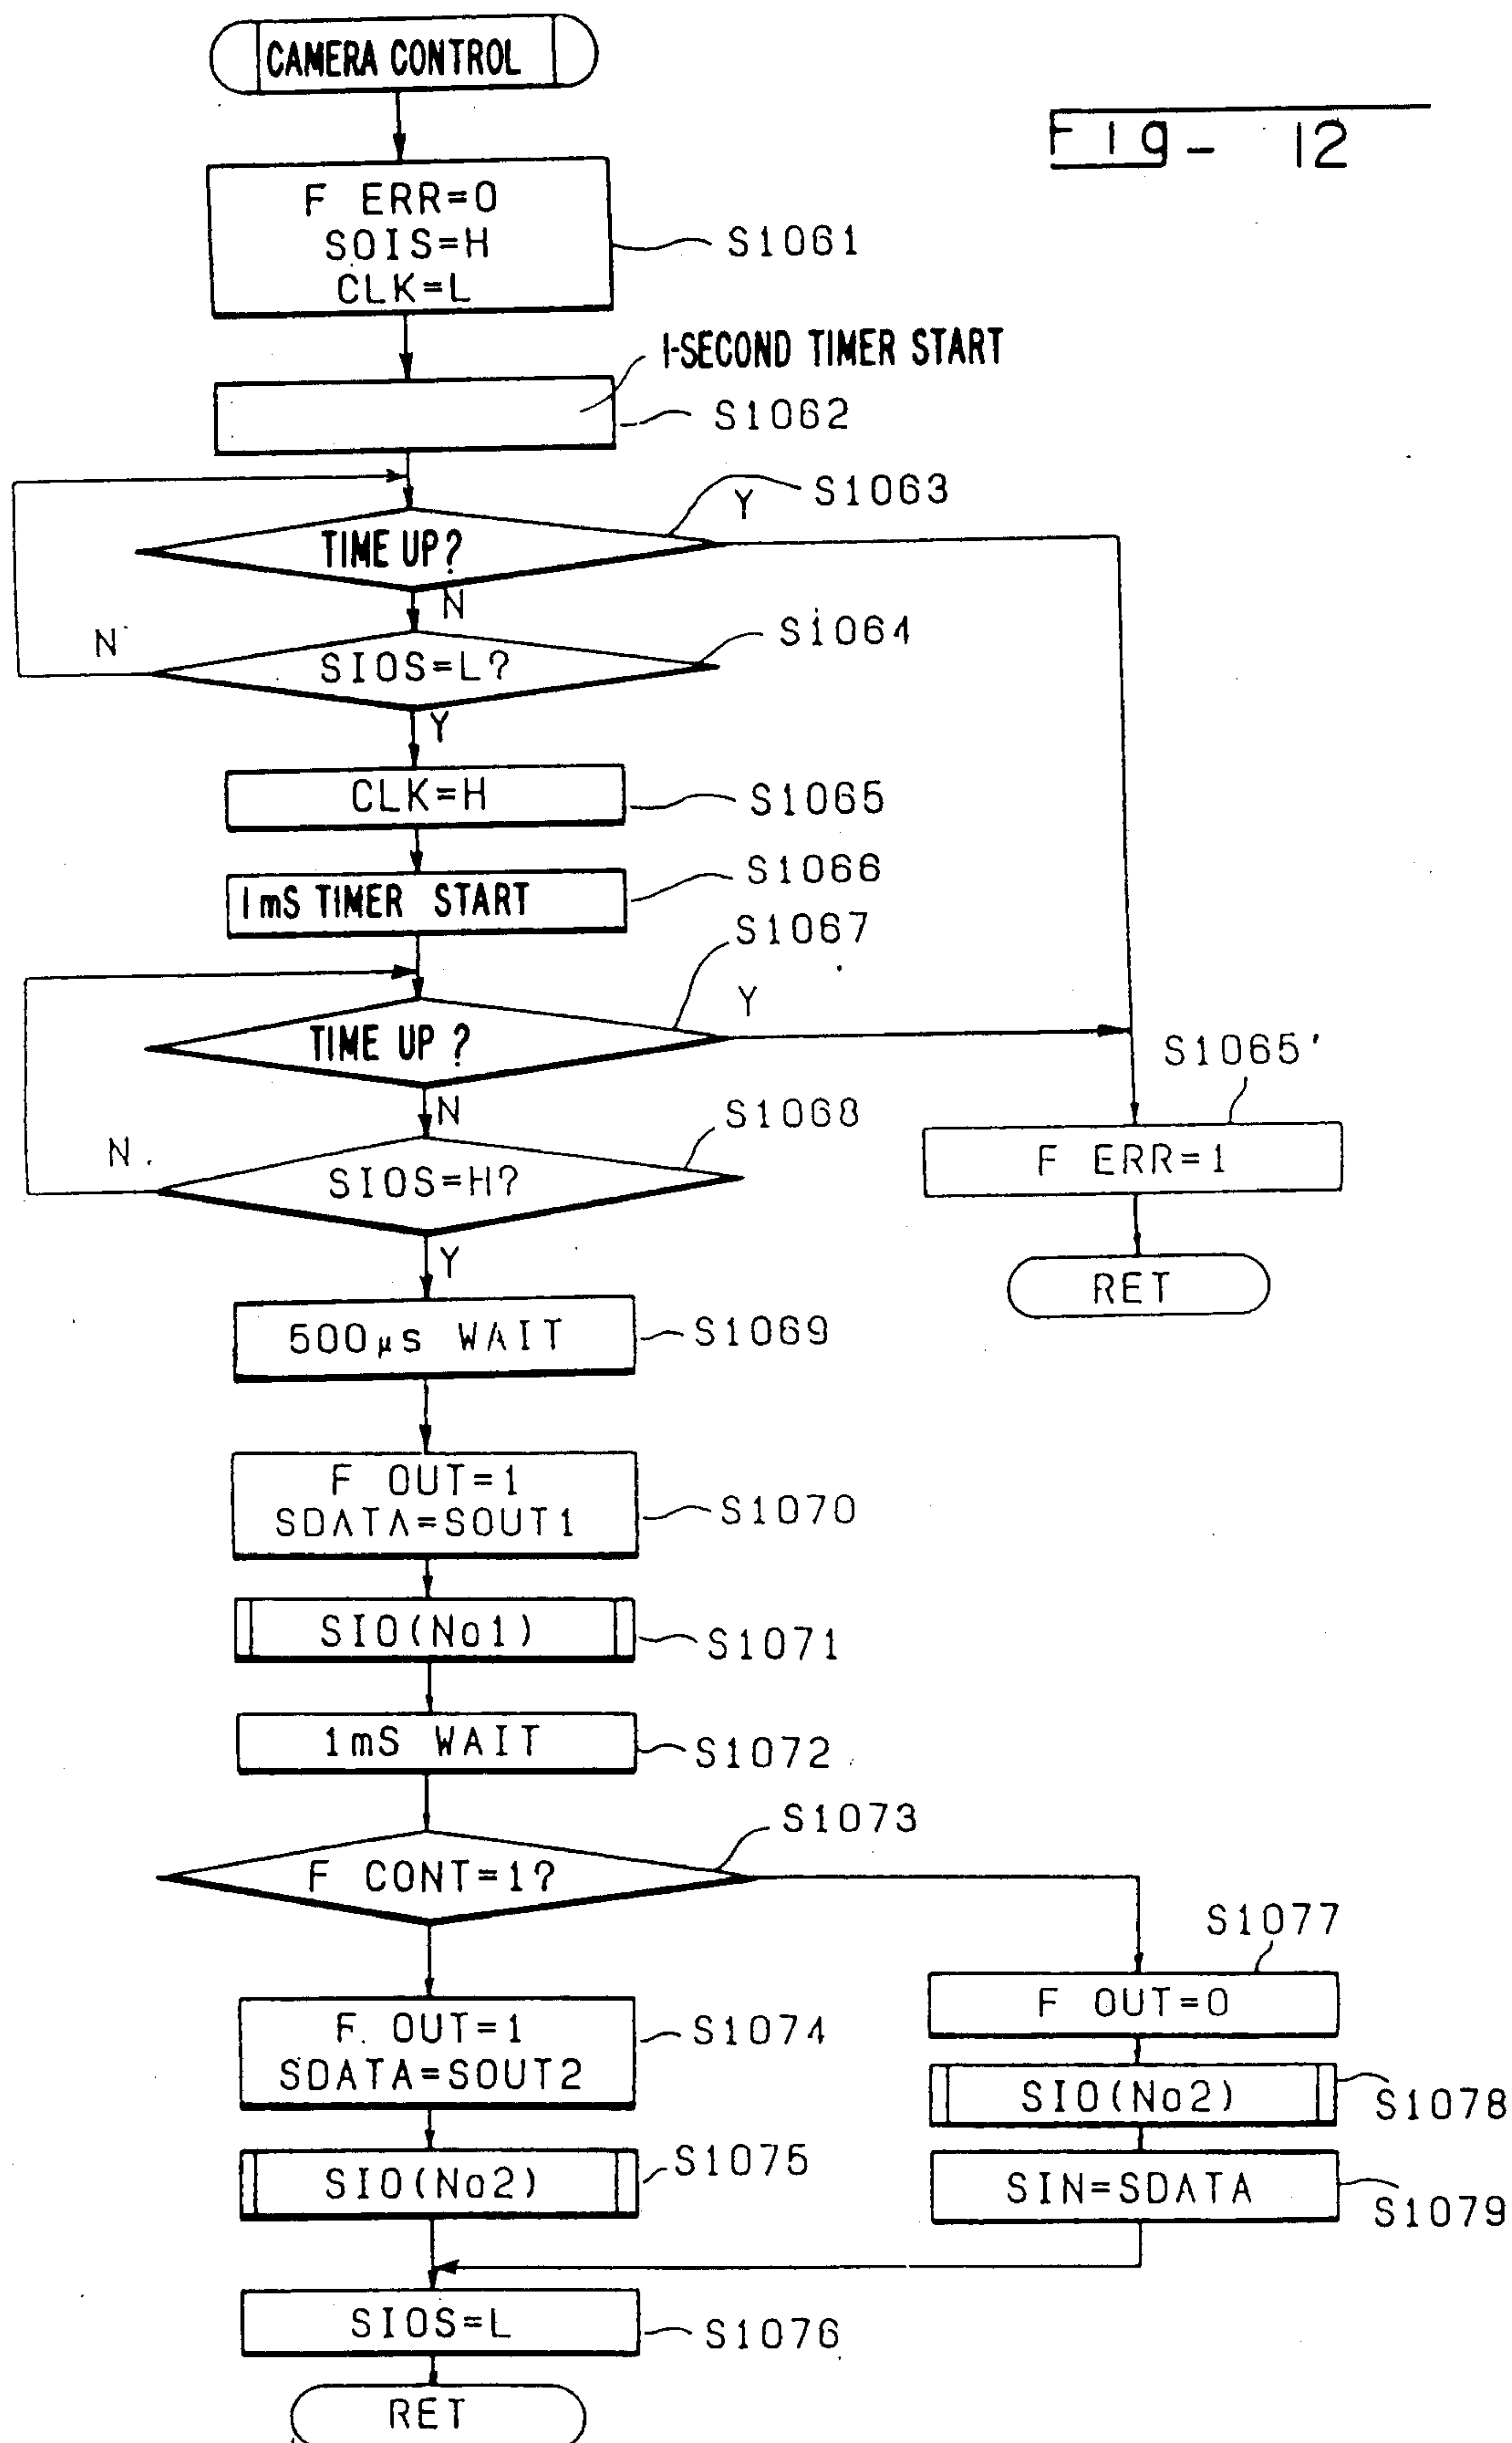 CAMERA CONTROL
Fig- 12
F ERR=0
SOIS=H
CLK=L
S1061
1-SECOND TIMER START
S1062
S1063
Y
TIME UP?
N
S1064
N
SIOS=L?
Y
CLK=H
S1065
1mS TIMER START
S1066
S1067
Y
TIME UP?
N
S1065'
S1068
N
SIOS=H?
F ERR=1
Y
RET
500μs WAIT
S1069
F OUT=1
SDATA=SOUT1
S1070
SIO(No1)
S1071
1mS WAIT
S1072
S1073
F CONT=1?
S1077
F OUT=0
F. OUT=1
SDATA=SOUT2
S1074
SIO(No2)
S1078
SIO(No2)
S1075
SIN=SDATA
S1079
SIOS=L
S1076
RET